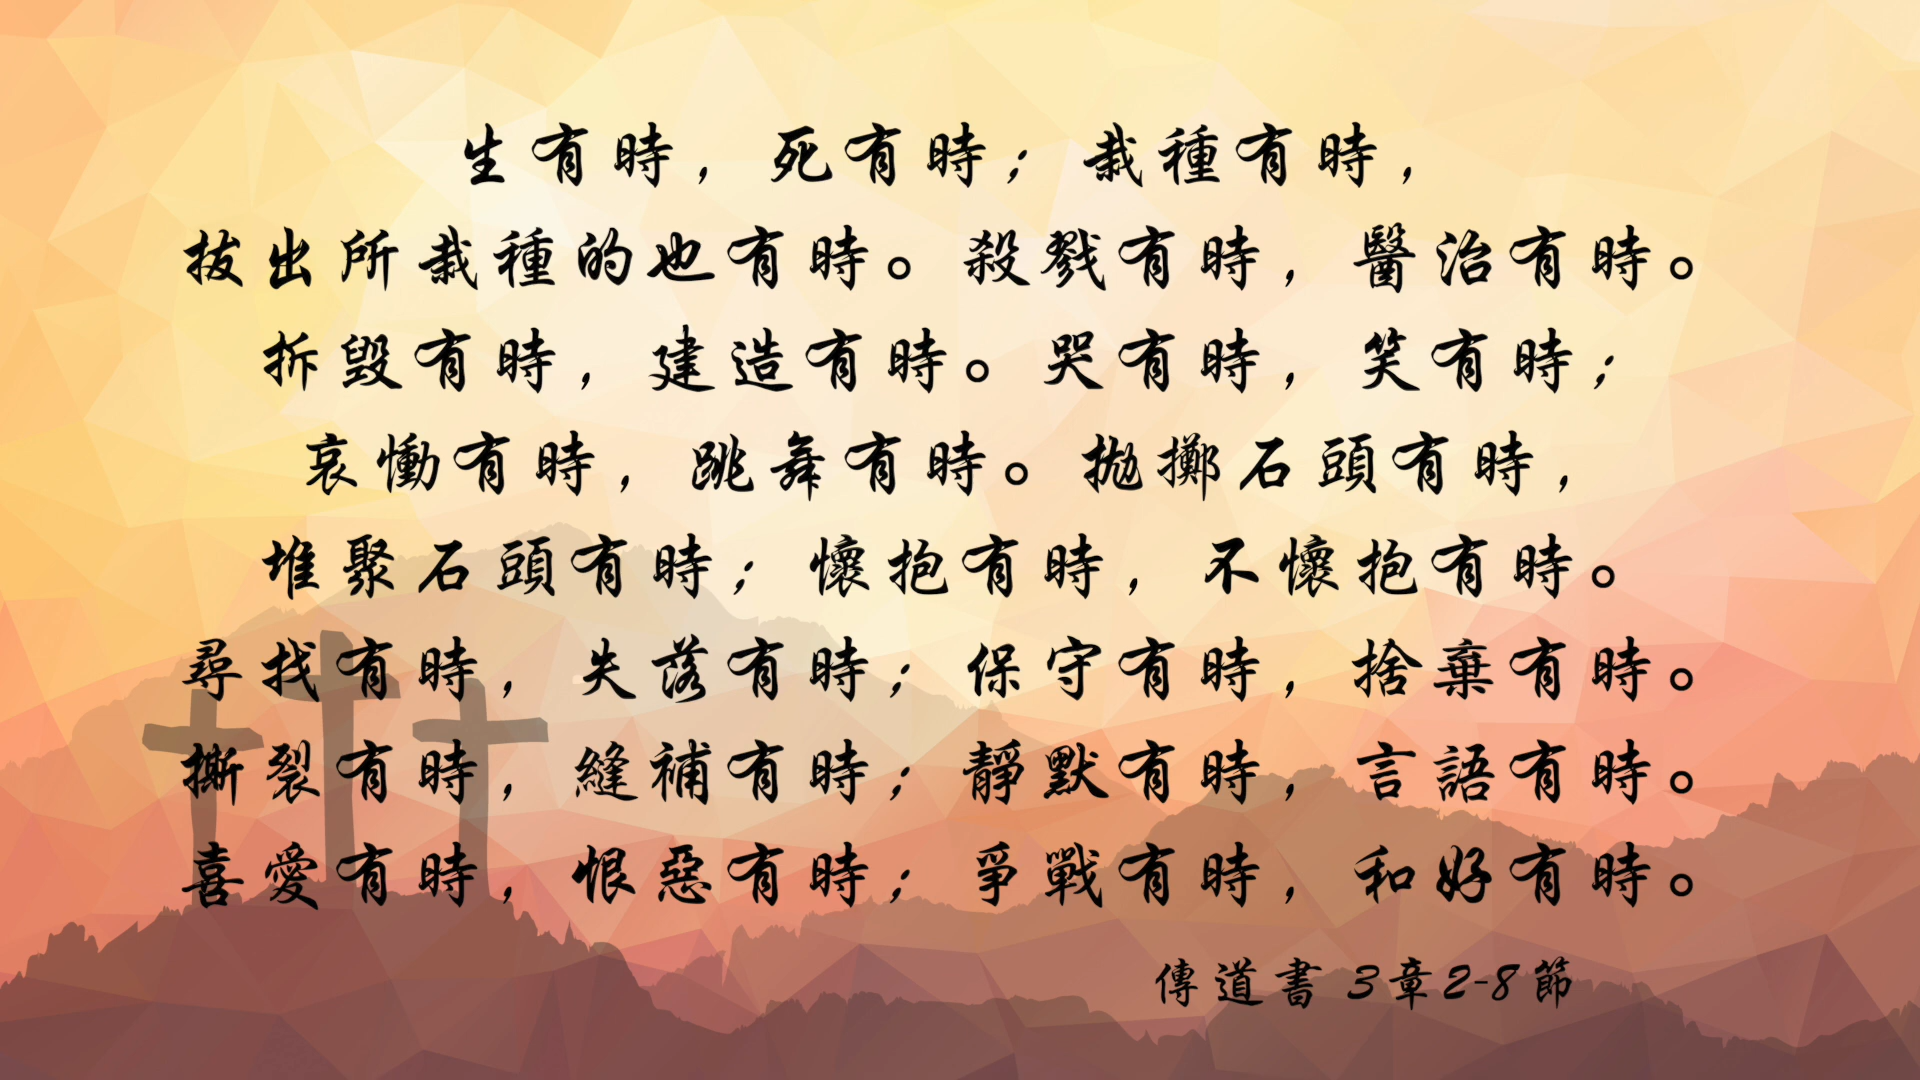 生有時，死有時；栽種有時，
拔出所栽種的也有時。殺戮有時，醫治有時。
拆毀有時，建造有時。哭有時，笑有時；
哀慟有時，跳舞有時。拋擲石頭有時，
堆聚石頭有時；懷抱有時，不懷抱有時。
尋找有時，失落有時；保守有時，捨棄有時。
撕裂有時，縫補有時；靜默有時，言語有時。
喜愛有時，恨惡有時；爭戰有時，和好有時。
傳道書 3章2-8節